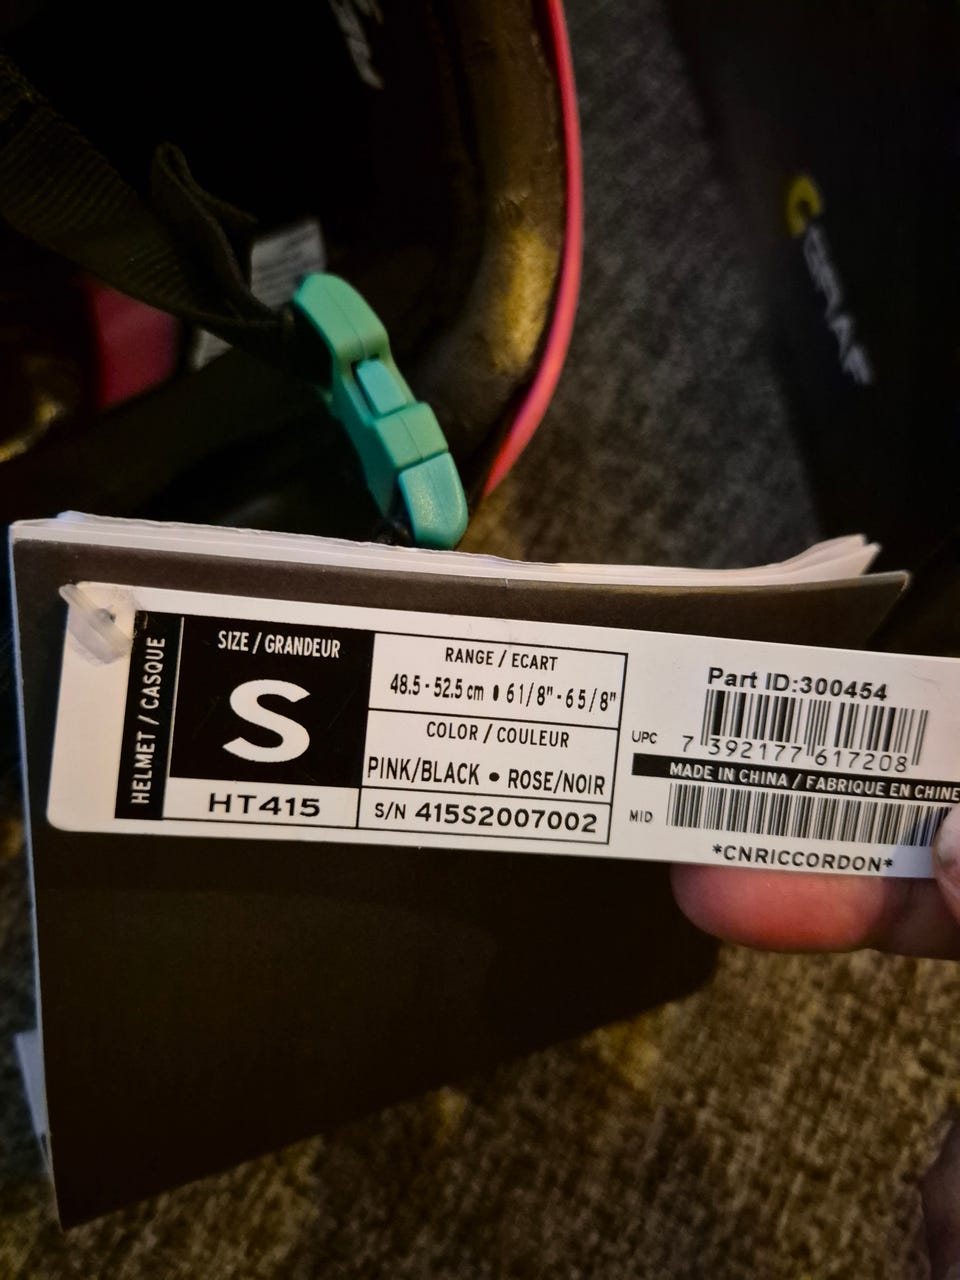 HELMET / CASQUE
SIZE / GRANDEUR
S
HT415
RANGE / ECART
48.5 - 52.5 cm • 6 1/8" - 6 5/8"
COLOR / COULEUR
PINK/BLACK • ROSE/NOIR
S/N 415S2007002
Part ID:300454
UPC 7 392177 617208
MADE IN CHINA / FABRIQUE EN CHINE
MID
*CNRICCORDON*